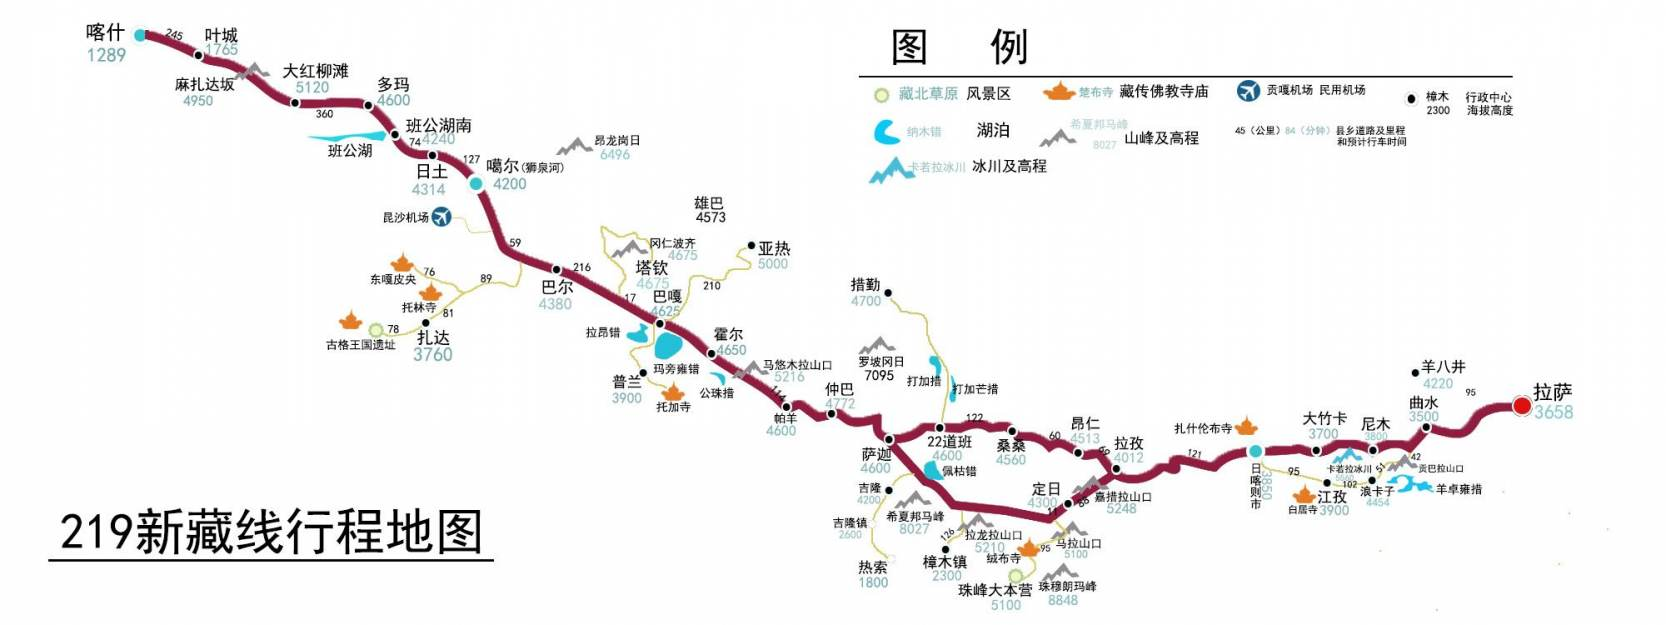 图 例
藏北草原 风景区
楚布寺 藏传佛教寺庙
贡嘎机场 民用机场
樟木 行政中心
2300 海拔高度
纳木错 湖泊
希夏邦马峰
8027
山峰及高程
45（公里）84（分钟）县乡道路及里程
和预计行车时间
卡若拉冰川 冰川及高程
喀什
1289
245
叶城
1765
麻扎达坂
4950
大红柳滩
5120
360
多玛
4600
班公湖南
4240
班公湖
74
日土
4314
127
噶尔(狮泉河)
4200
昂龙岗日
6496
昆沙机场
59
东嘎皮央
76
89
托林寺
81
78
古格王国遗址
扎达
3760
巴尔
4380
216
雄巴
4573
冈仁波齐
4675
塔钦
4675
亚热
5000
210
17
巴嘎
4625
拉昂错
玛旁雍错
普兰
3900
托加寺
霍尔
4650
公珠措
马悠木拉山口
5216
114
帕羊
4600
仲巴
4772
措勤
4700
罗坡冈日
7095
打加措
打加芒措
萨迦
4600
22道班
4600
122
桑桑
4560
60
昂仁
4513
拉孜
4012
佩枯错
吉隆
4200
希夏邦马峰
8027
吉隆镇
2600
热索
1800
拉龙拉山口
5210
126
樟木镇
2300
定日
4300
11
嘉措拉山口
5248
马拉山口
5100
绒布寺
95
珠峰大本营
5100
珠穆朗玛峰
8848
121
扎什伦布寺
日喀则市
3850
95
白居寺
江孜
3900
102
大竹卡
3700
尼木
3800
卡若拉冰川
5560
51
浪卡子
4454
42
贡巴拉山口
羊卓雍措
羊八井
4220
曲水
3500
95
拉萨
3658
219新藏线行程地图